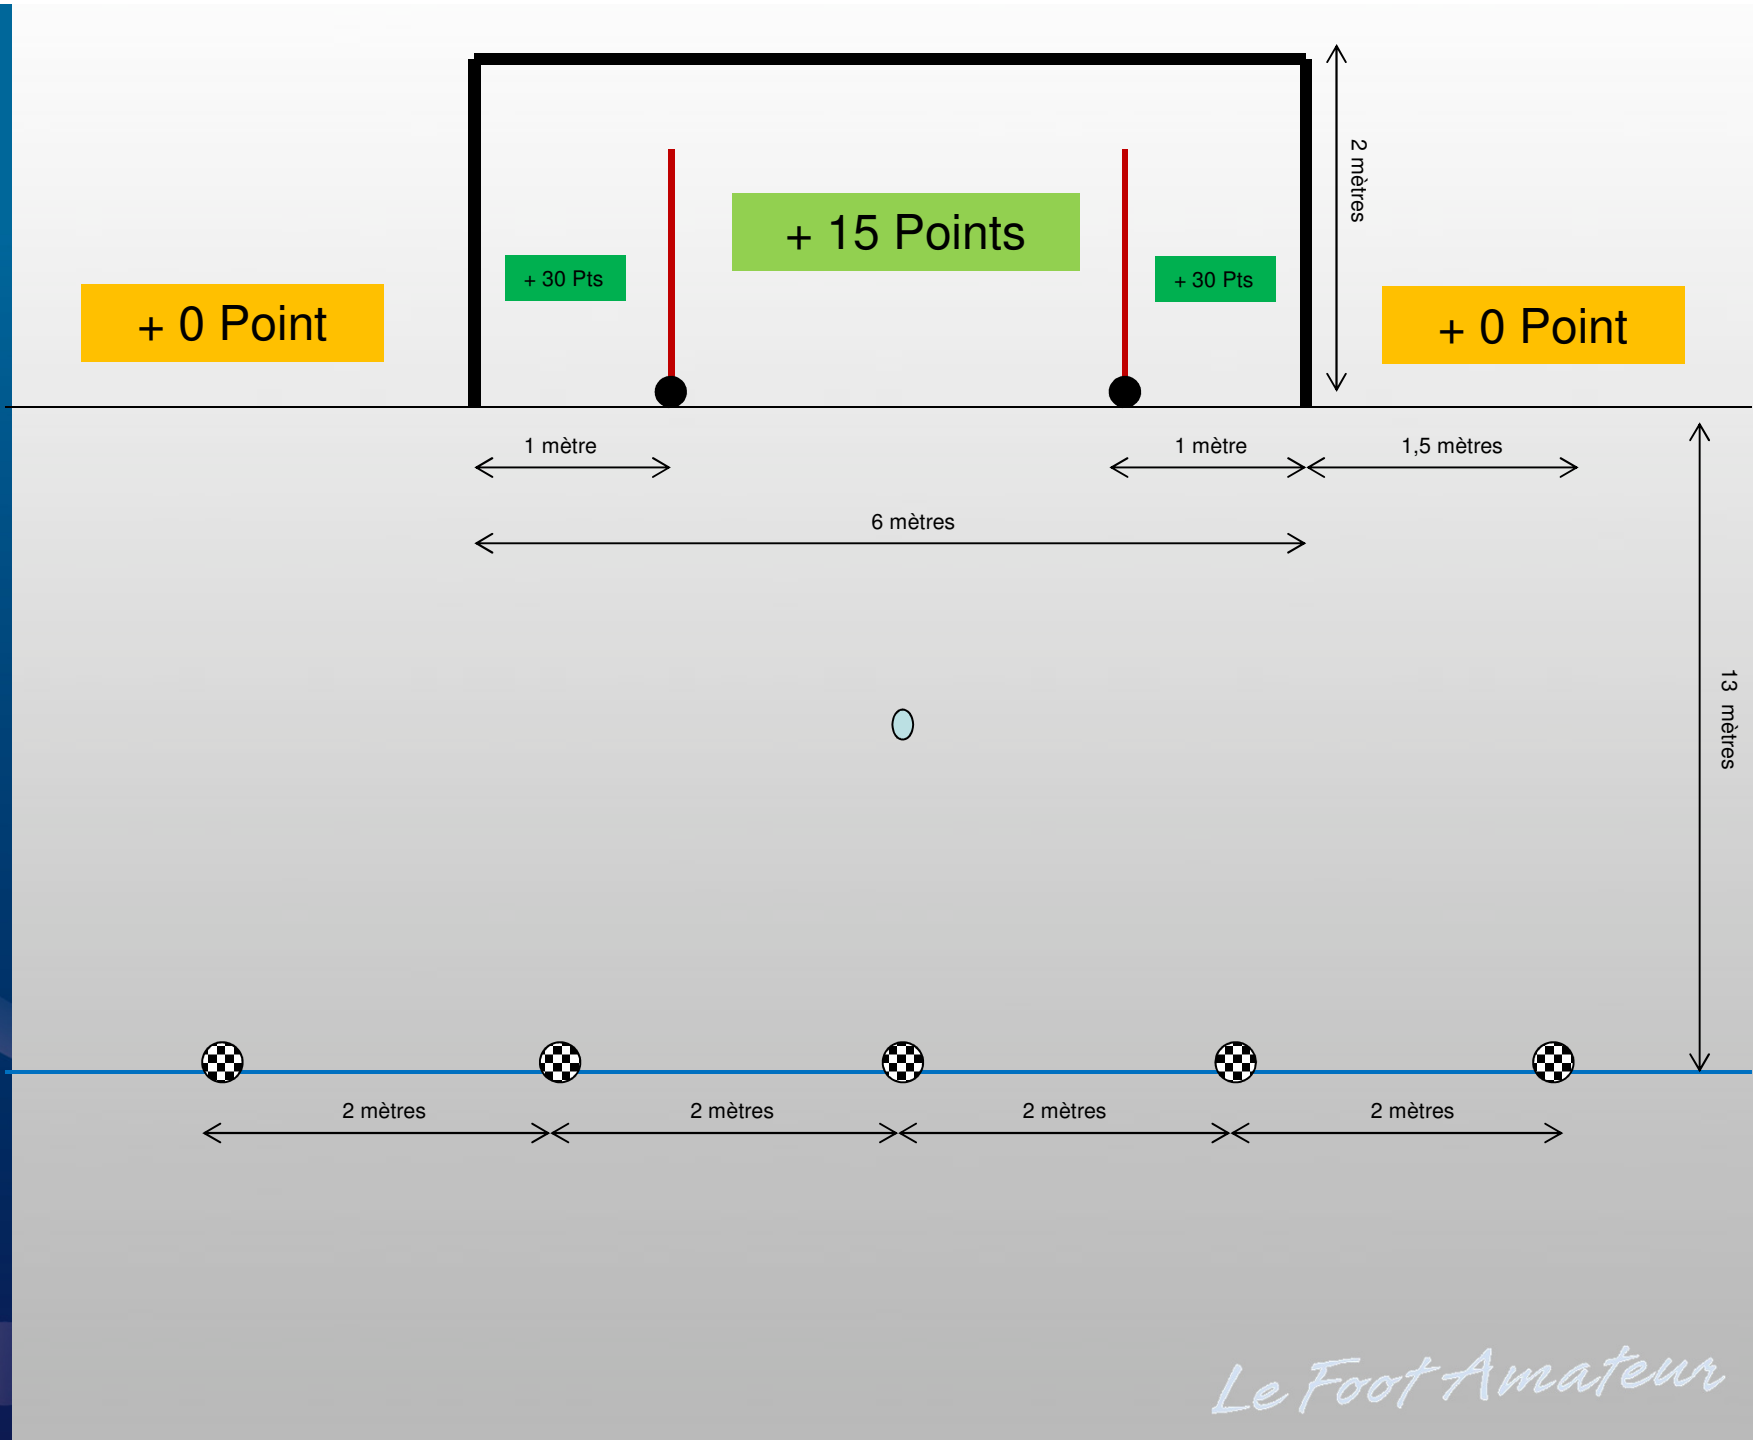 2 mètres
+ 15 Points
+ 30 Pts
+ 30 Pts
+ 0 Point
+ 0 Point
1 mètre
1 mètre
1,5 mètres
6 mètres
13 mètres
2 mètres
2 mètres
2 mètres
2 mètres
Le Foot Amateur